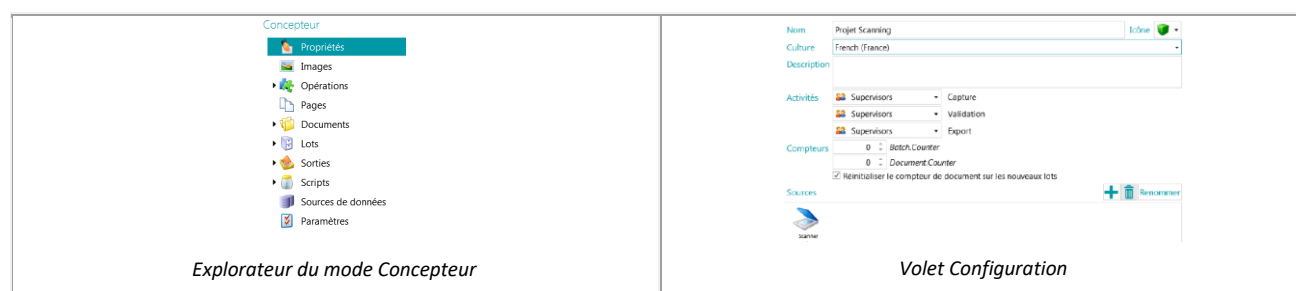 Concepteur
Propriétés
Images
Opérations
Pages
Documents
Lots
Sorties
Scripts
Sources de données
Paramètres
Explorateur du mode Concepteur
Nom Projet Scanning Icône
Culture French (France)
Description
Activités Supervisors Capture
Supervisors Validation
Supervisors Export
Compteurs 0 Batch.Counter
0 Document.Counter
Réinitialiser le compteur de document sur les nouveaux lots
Sources Renommer
Scanner
Volet Configuration